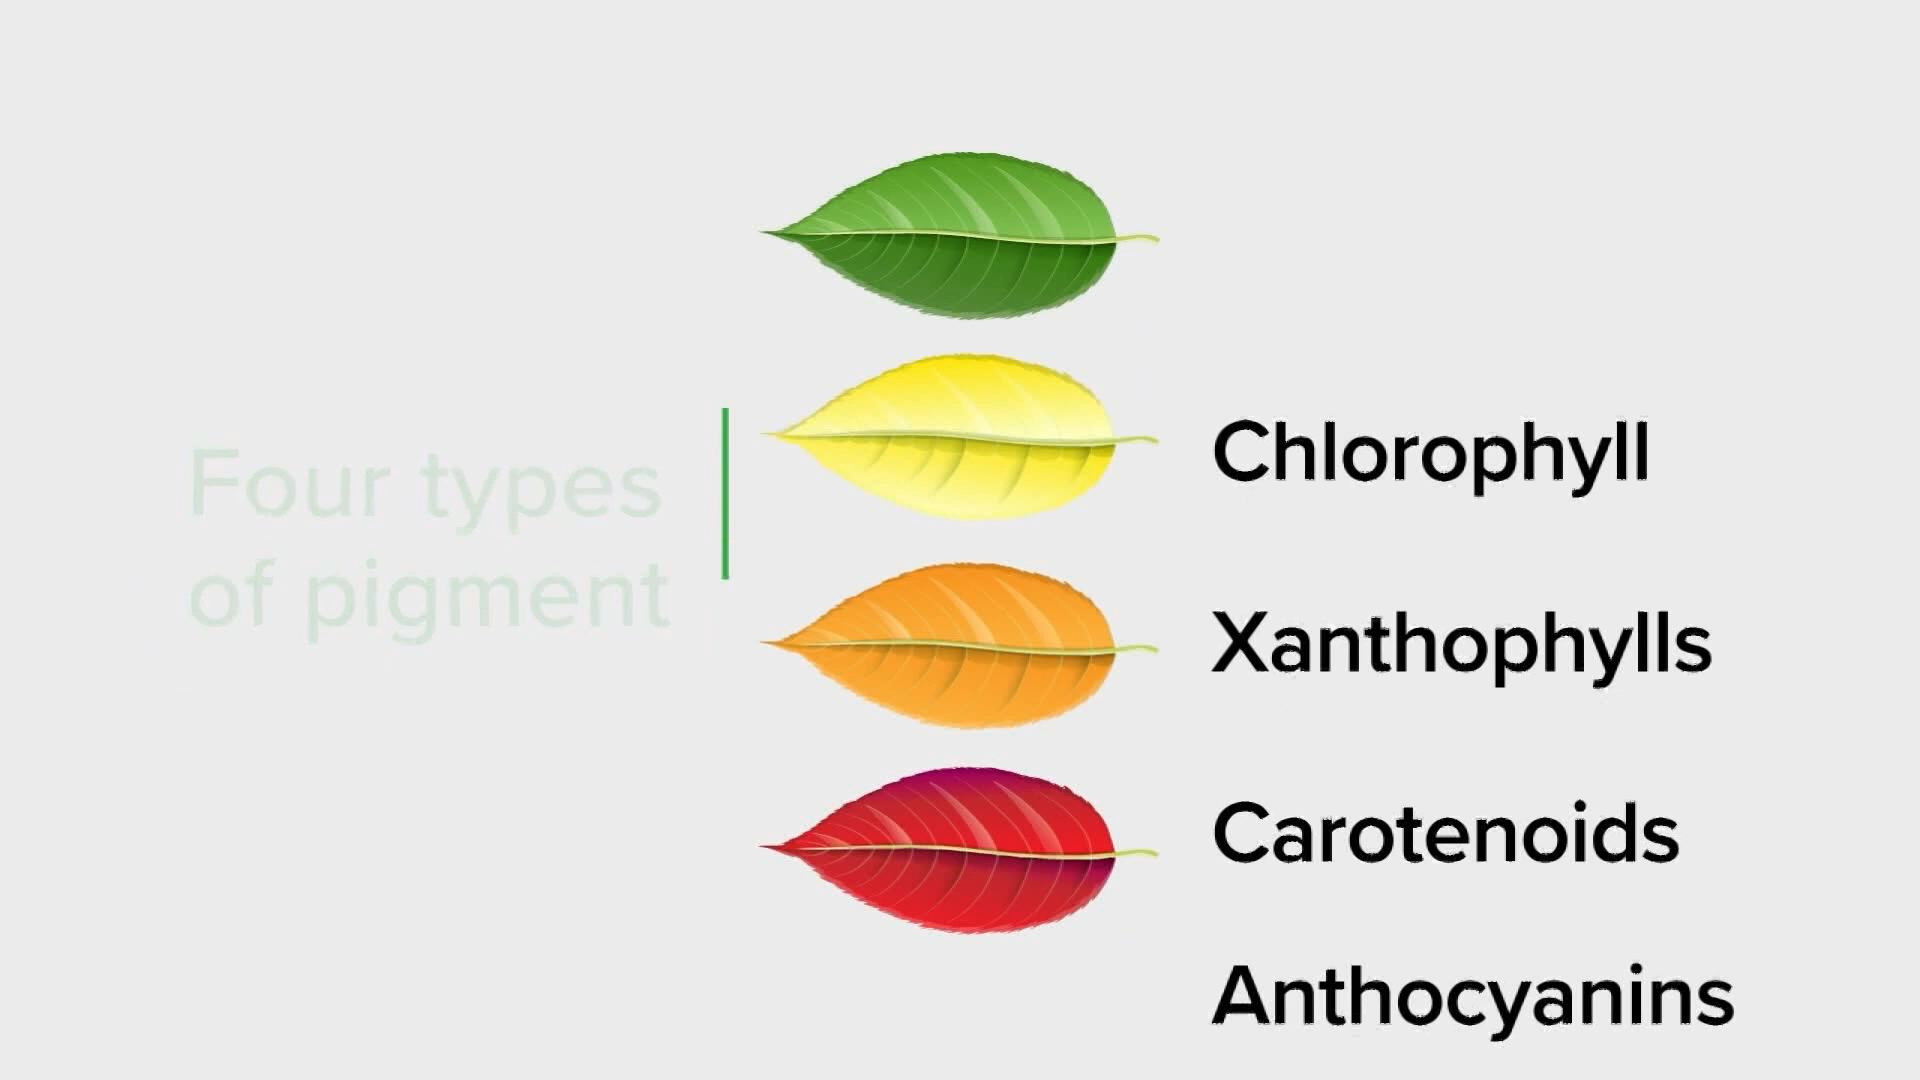 Four types
of pigment
Chlorophyll
Xanthophylls
Carotenoids
Anthocyanins